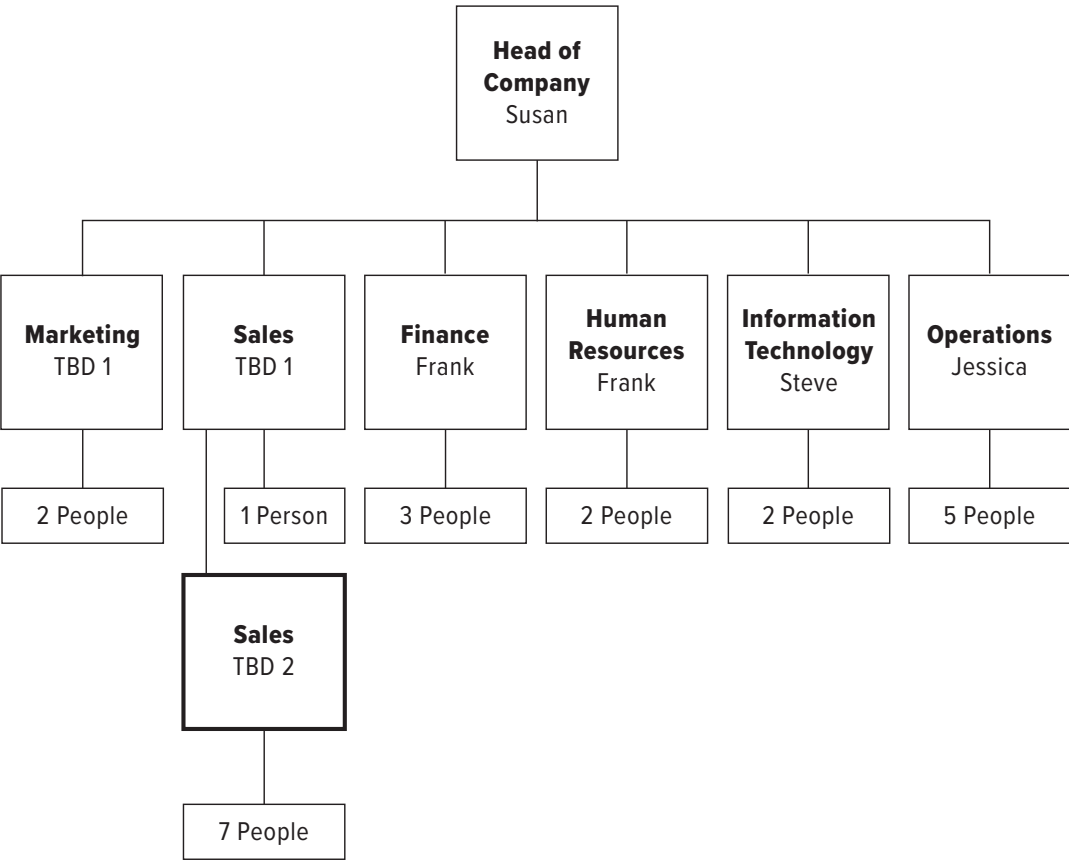 Head of
Company
Susan
Marketing
TBD 1
Sales
TBD 1
Finance
Frank
Human
Resources
Frank
Information
Technology
Steve
Operations
Jessica
2 People
1 Person
3 People
2 People
2 People
5 People
Sales
TBD 2
7 People